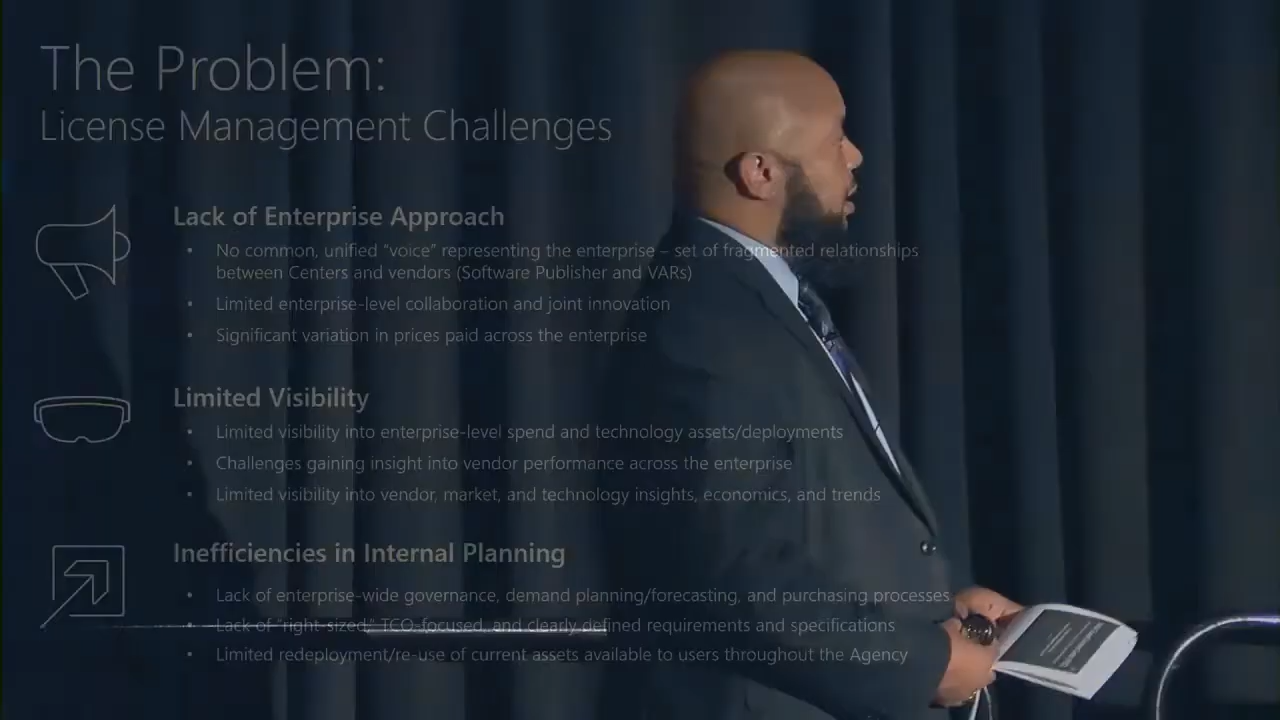 The Problem:
License Management Challenges
Lack of Enterprise Approach
• No common, unified “voice” representing the enterprise – set of fragmented relationships
between Centers and vendors (Software Publisher and VARs)
• Limited enterprise-level collaboration and joint innovation
• Significant variation in prices paid across the enterprise
Limited Visibility
• Limited visibility into enterprise-level spend and technology assets/deployments
• Challenges gaining insight into vendor performance across the enterprise
• Limited visibility into vendor, market, and technology insights, economics, and trends
Inefficiencies in Internal Planning
• Lack of enterprise-wide governance, demand planning/forecasting, and purchasing processes
• Lack of “right-sized,” TCO-focused, and clearly defined requirements and specifications
• Limited redeployment/re-use of current assets available to users throughout the Agency